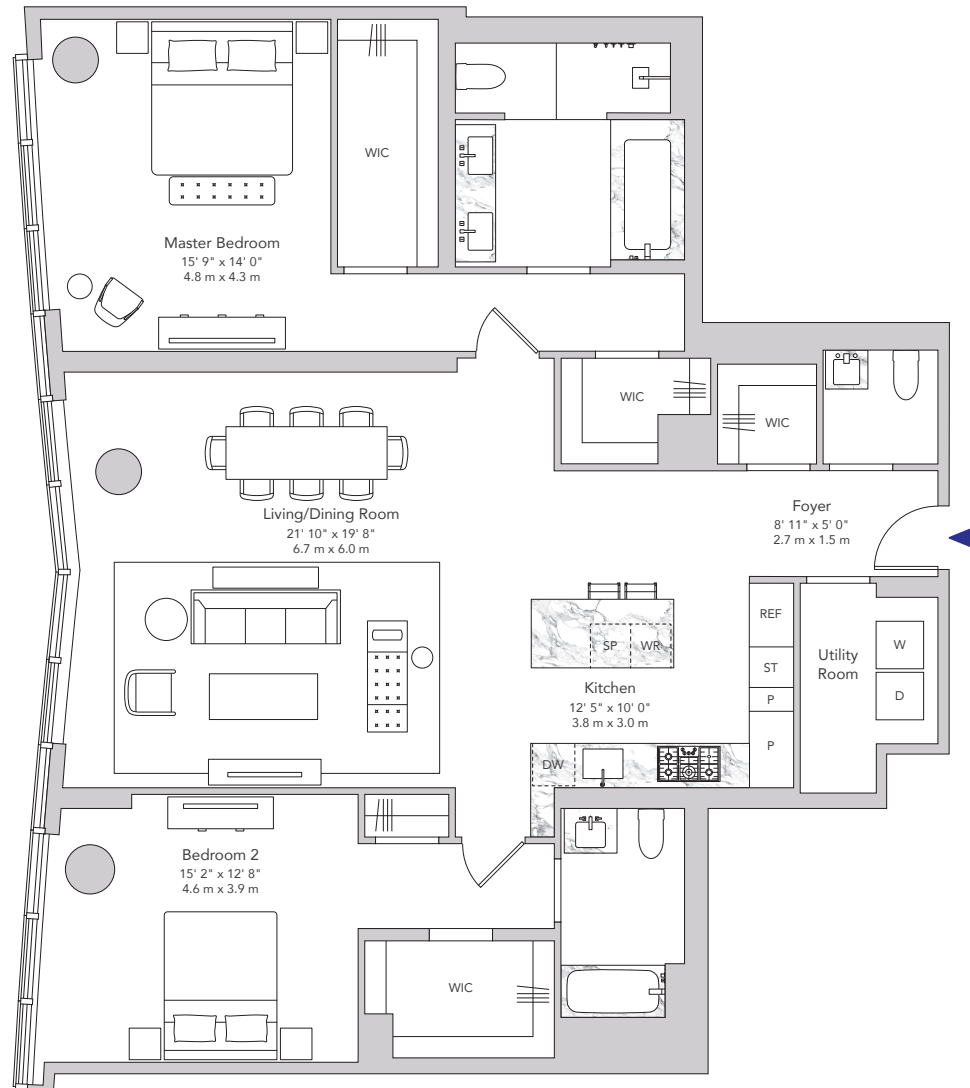 WIC
Master Bedroom
15' 9" x 14' 0"
4.8 m x 4.3 m
WIC
WIC
Living/Dining Room
21' 10" x 19' 8"
6.7 m x 6.0 m
Foyer
8' 11" x 5' 0"
2.7 m x 1.5 m
REF
SP
WR
ST
P
P
Utility
Room
W
D
Kitchen
12' 5" x 10' 0"
3.8 m x 3.0 m
DW
Bedroom 2
15' 2" x 12' 8"
4.6 m x 3.9 m
WIC